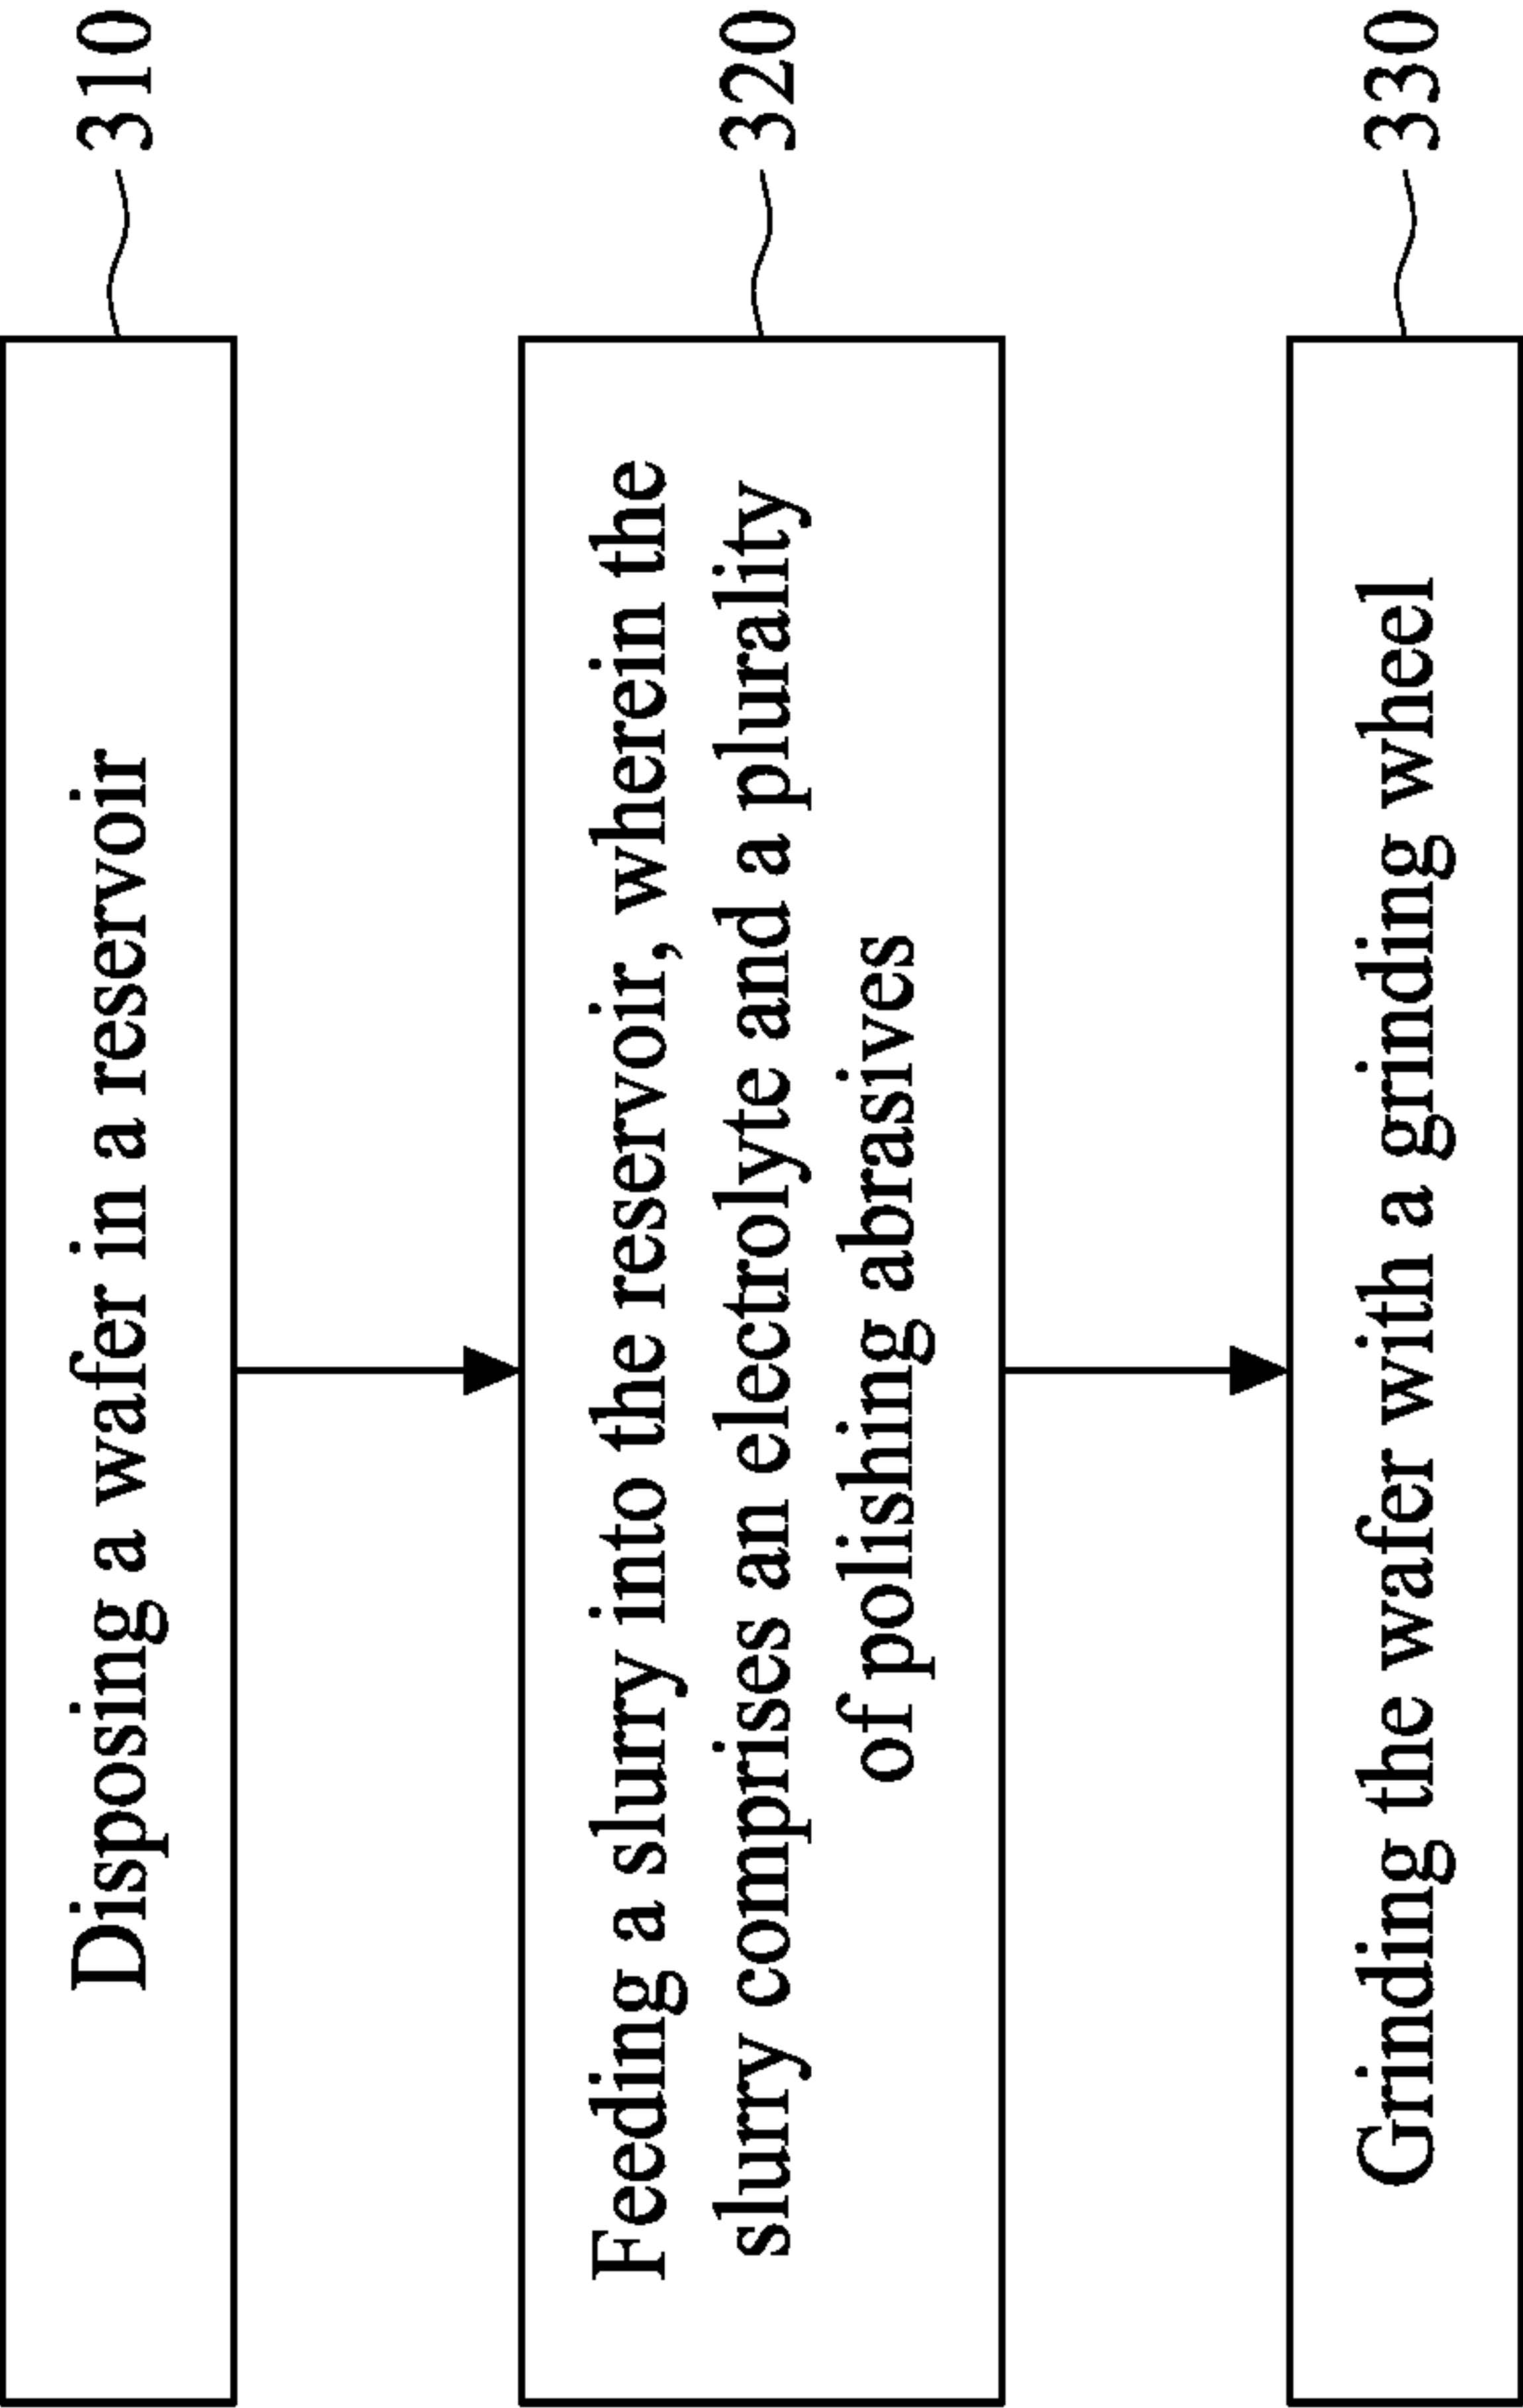 Disposing a wafer in a reservoir
310
Feeding a slurry into the reservoir, wherein the
slurry comprises an electrolyte and a plurality
of polishing abrasives
320
Grinding the wafer with a grinding wheel
330